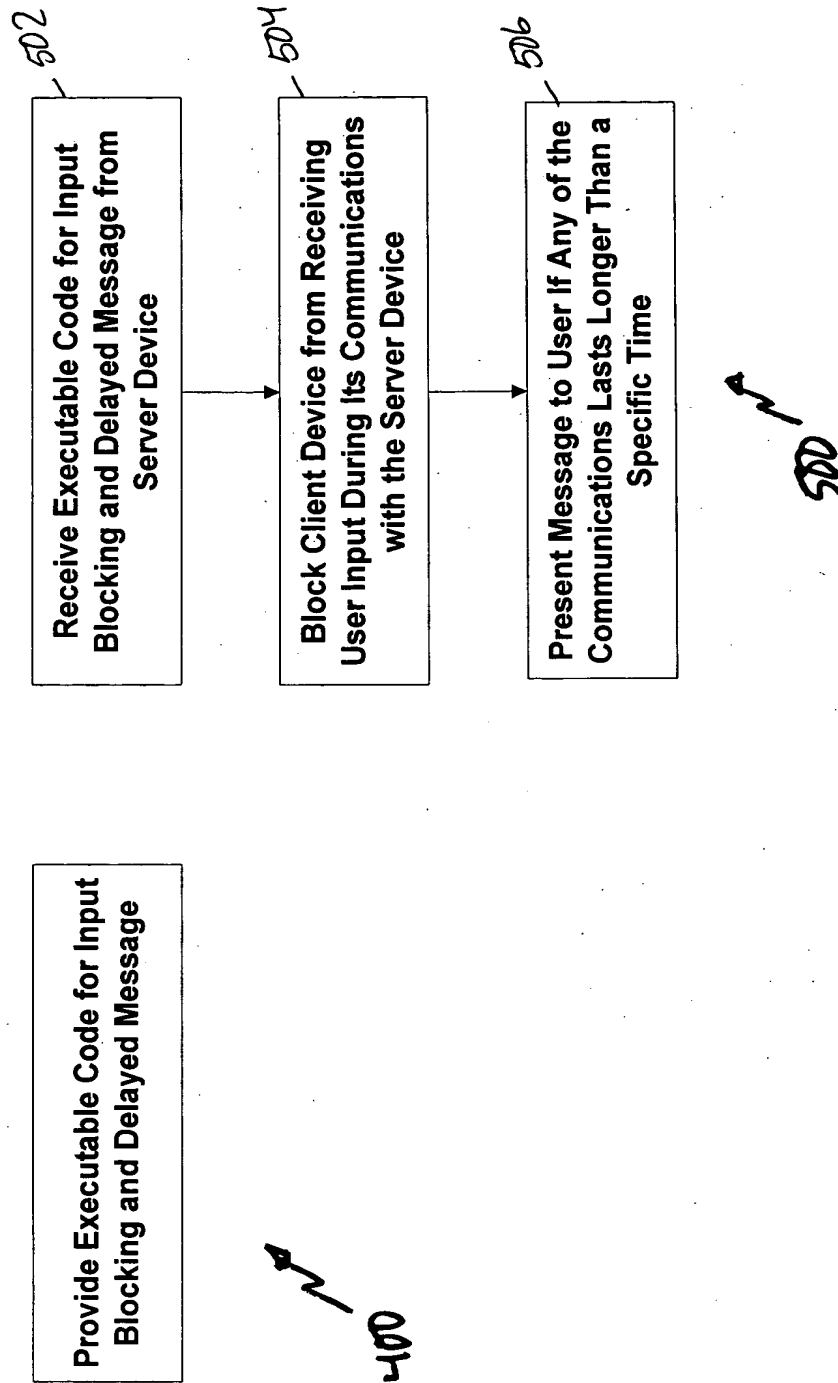 Provide Executable Code for Input
Blocking and Delayed Message
400
Receive Executable Code for Input
Blocking and Delayed Message from
Server Device
502
Block Client Device from Receiving
User Input During Its Communications
with the Server Device
504
Present Message to User If Any of the
Communications Lasts Longer Than a
Specific Time
506
500